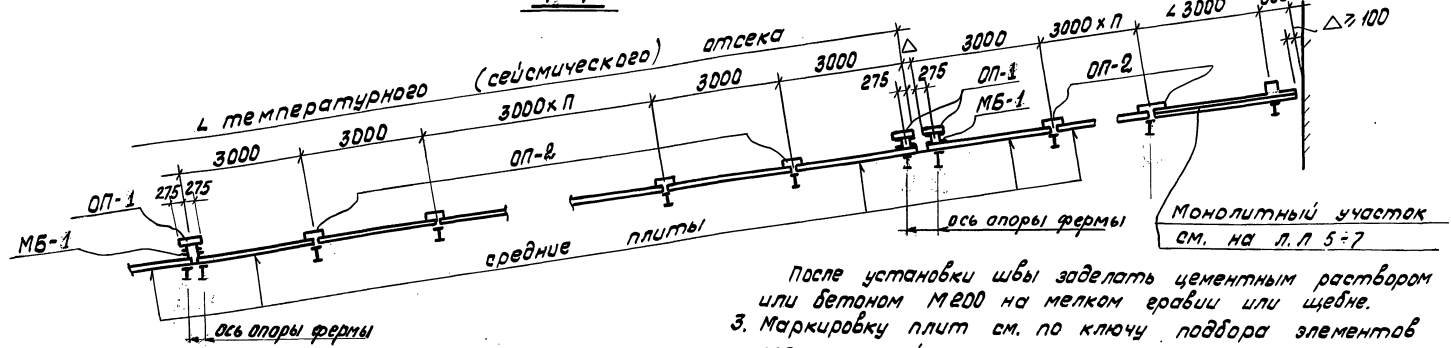 L температурного (сейсмического) отсека
3000
3000
3000×П
3000
3000
275
Δ
275
3000
3000×П
L 3000
Δ ≥ 100
ОП-1
МБ-1
ОП-2
275 275
ОП-1
МБ-1
ОП-2
средние плиты
ось опоры фермы
ось опоры фермы
Монолитный участок
см. на л.л 5÷7
После установки швы заделать цементным раствором
или бетоном М200 на мелком гравии или щебне.
3. Маркировку плит см. по ключу подбора элементов